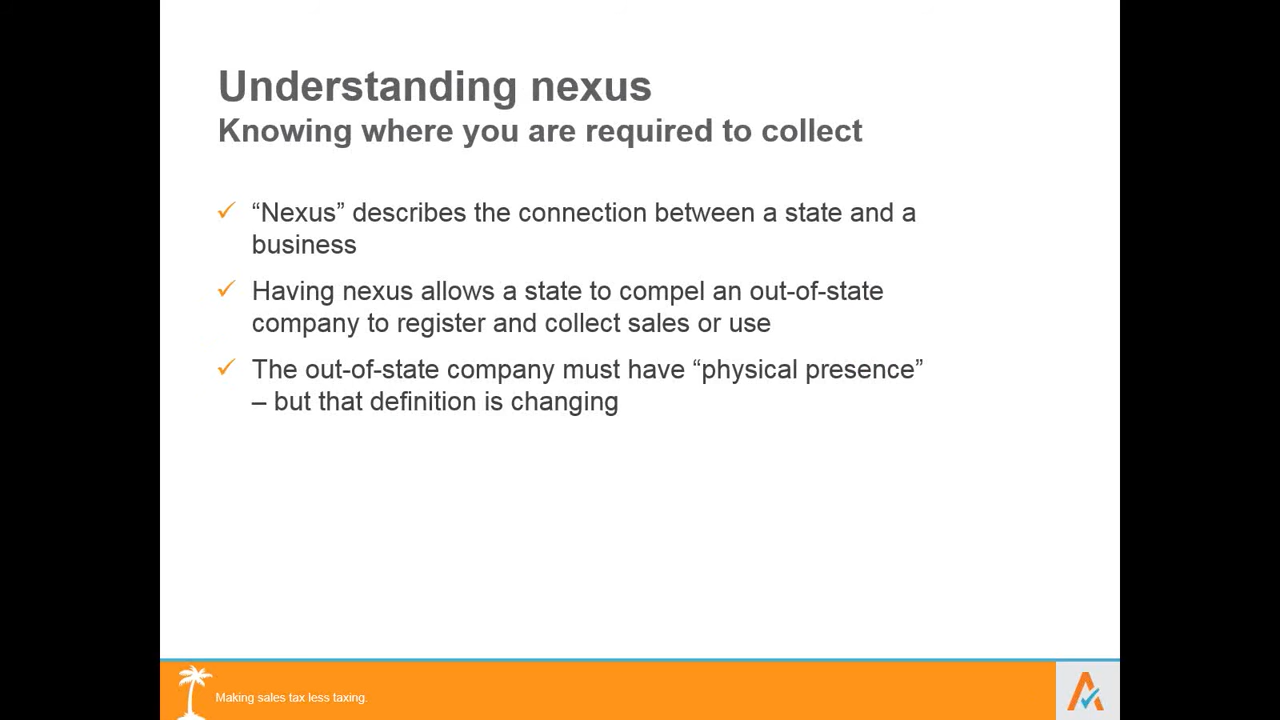 Understanding nexus
Knowing where you are required to collect
“Nexus” describes the connection between a state and a
business
Having nexus allows a state to compel an out-of-state
company to register and collect sales or use
The out-of-state company must have “physical presence”
– but that definition is changing
Making sales tax less taxing.